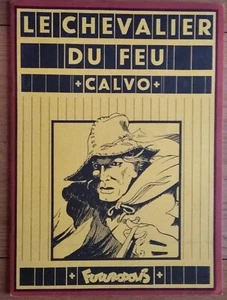 LE CHEVALIER
DU FEU
+ CALVO +
+ FUTUROPOLIS +